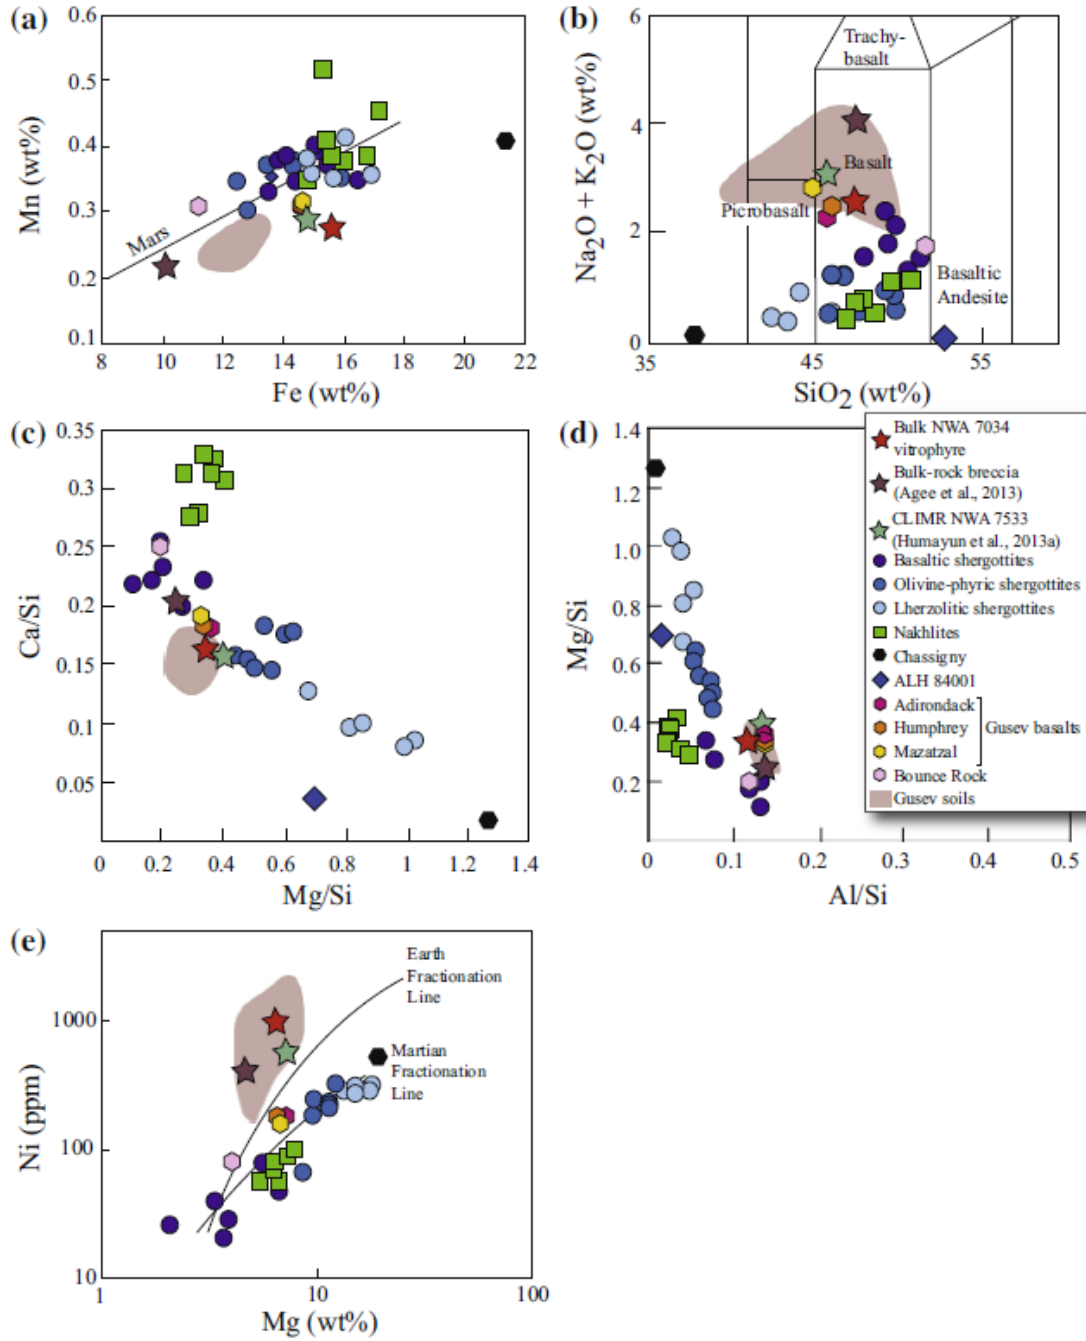 (a)
0.6
0.5
0.4
0.3
0.2
0.1
Mn (wt%)
Mars
8
10
12
14
16
18
20
22
Fe (wt%)
(b)
6
4
2
0
Na2O + K2O (wt%)
Trachy-
basalt
Basalt
Picrobasalt
Basaltic
Andesite
35
45
55
SiO2 (wt%)
(c)
0.35
0.3
0.25
0.2
0.15
0.1
0.05
Ca/Si
0
0.2
0.4
0.6
0.8
1
1.2
1.4
Mg/Si
(d)
1.4
1.2
1.0
0.8
0.6
0.4
0.2
Mg/Si
0
0.1
0.2
0.3
0.4
0.5
Al/Si
Bulk NWA 7034
vitrophyre
Bulk-rock breccia
(Agee et al., 2013)
CLIMR NWA 7533
(Humayun et al., 2013a)
Basaltic shergottites
Olivine-phyric shergottites
Lherzolitic shergottites
Nakhlites
Chassigny
ALH 84001
Adirondack
Humphrey
Mazatzal
Gusev basalts
Bounce Rock
Gusev soils
(e)
1000
100
10
Ni (ppm)
Earth
Fractionation
Line
Martian
Fractionation
Line
1
10
100
Mg (wt%)